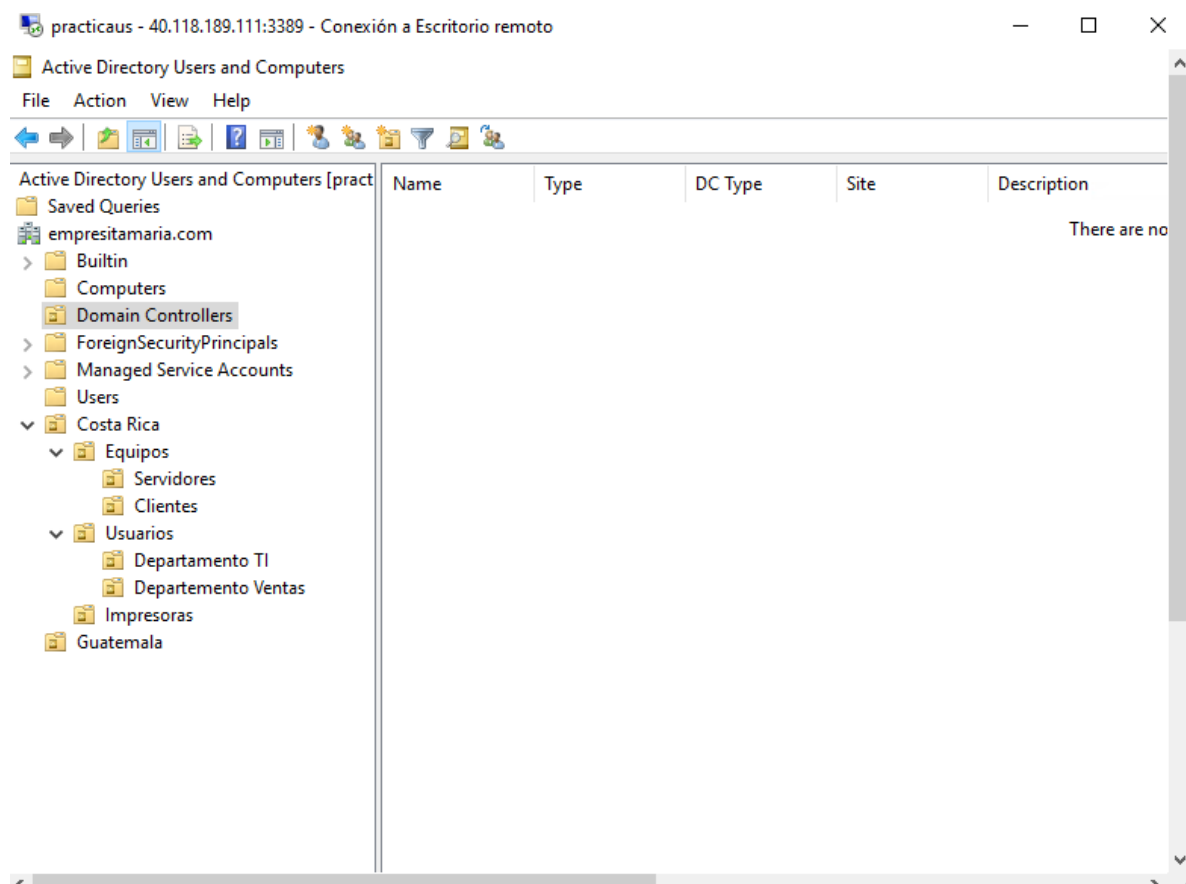 practicaus - 40.118.189.111:3389 - Conexión a Escritorio remoto
Active Directory Users and Computers
File Action View Help
Active Directory Users and Computers [pract
Name Type DC Type Site Description
Saved Queries
There are no
empresitamaria.com
Builtin
Computers
Domain Controllers
ForeignSecurityPrincipals
Managed Service Accounts
Users
Costa Rica
Equipos
Servidores
Clientes
Usuarios
Departamento TI
Departemento Ventas
Impresoras
Guatemala